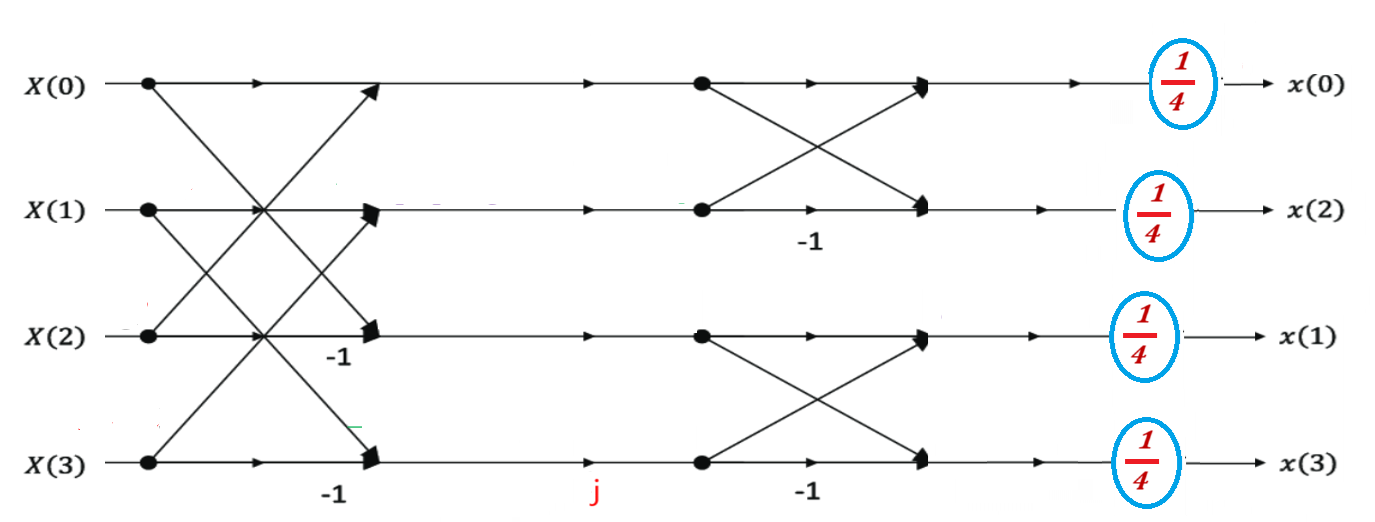 X(0) 1/4 x(0)
X(1) -1 1/4 x(2)
X(2) -1 1/4 x(1)
X(3) -1 j -1 1/4 x(3)